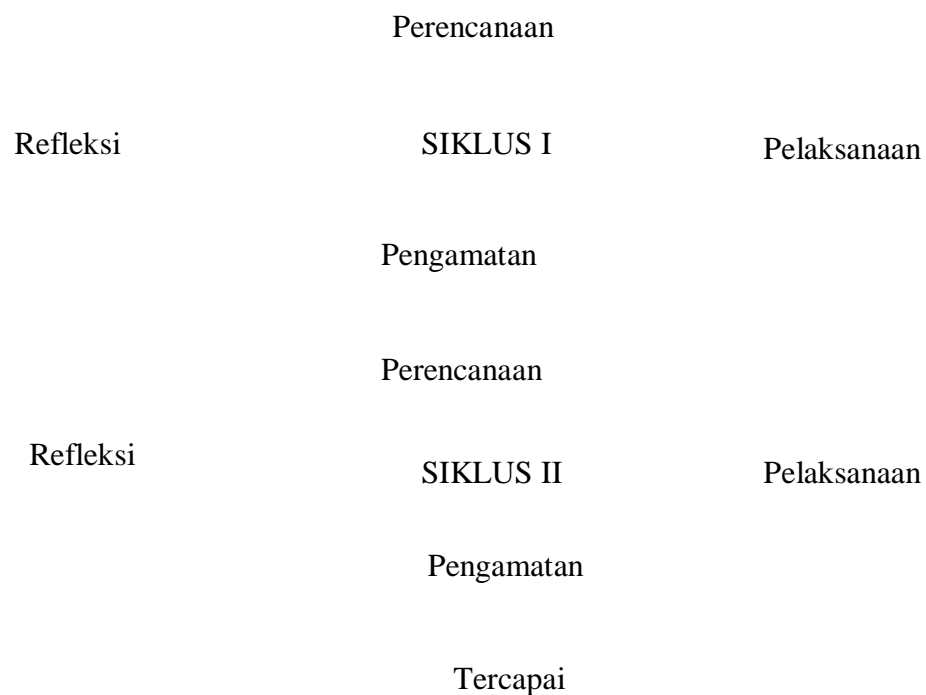 Perencanaan
Refleksi SIKLUS I Pelaksanaan
Pengamatan
Perencanaan
Refleksi SIKLUS II Pelaksanaan
Pengamatan
Tercapai